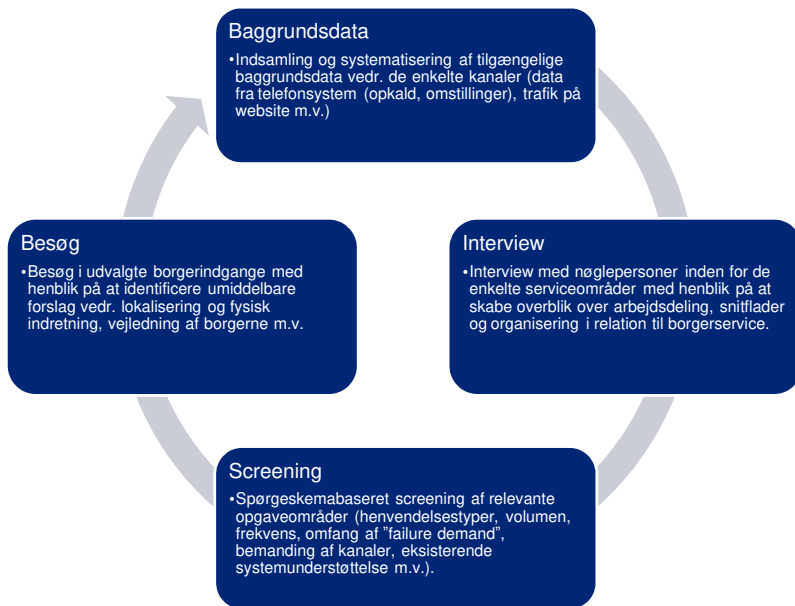 Baggrundsdata
•Indsamling og systematisering af tilgængelige
baggrundsdata vedr. de enkelte kanaler (data
fra telefonsystem (opkald, omstillinger), trafik på
website m.v.)
Interview
•Interview med nøglepersoner inden for de
enkelte serviceområder med henblik på at
skabe overblik over arbejdsdeling, snitflader
og organisering i relation til borgerservice.
Screening
•Spørgeskemabaseret screening af relevante
opgaveområder (henvendelsestyper, volumen,
frekvens, omfang af ”failure demand”,
bemanding af kanaler, eksisterende
systemunderstøttelse m.v.).
Besøg
•Besøg i udvalgte borgerindgange med
henblik på at identificere umiddelbare
forslag vedr. lokalisering og fysisk
indretning, vejledning af borgerne m.v.